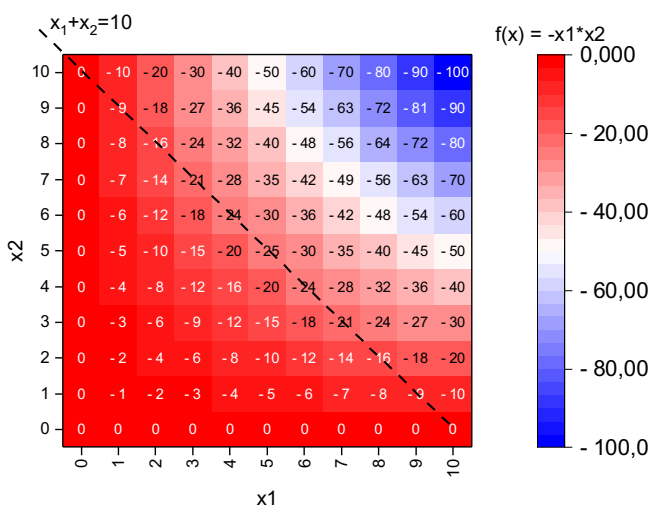 x₁+x₂=10
f(x) = -x1*x2
10 0 - 10 - 20 - 30 - 40 - 50 - 60 - 70 - 80 - 90 - 100
9 0 - 9 - 18 - 27 - 36 - 45 - 54 - 63 - 72 - 81 - 90
8 0 - 8 - 16 - 24 - 32 - 40 - 48 - 56 - 64 - 72 - 80
7 0 - 7 - 14 - 21 - 28 - 35 - 42 - 49 - 56 - 63 - 70
6 0 - 6 - 12 - 18 - 24 - 30 - 36 - 42 - 48 - 54 - 60
5 0 - 5 - 10 - 15 - 20 - 25 - 30 - 35 - 40 - 45 - 50
4 0 - 4 - 8 - 12 - 16 - 20 - 24 - 28 - 32 - 36 - 40
3 0 - 3 - 6 - 9 - 12 - 15 - 18 - 21 - 24 - 27 - 30
2 0 - 2 - 4 - 6 - 8 - 10 - 12 - 14 - 16 - 18 - 20
1 0 - 1 - 2 - 3 - 4 - 5 - 6 - 7 - 8 - 9 - 10
0 0 0 0 0 0 0 0 0 0 0 0
x2
0 1 2 3 4 5 6 7 8 9 10
x1
0,000
- 20,00
- 40,00
- 60,00
- 80,00
- 100,0